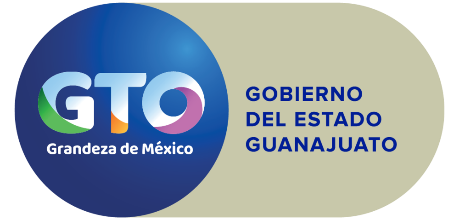 GTO
Grandeza de México
GOBIERNO
DEL ESTADO
GUANAJUATO